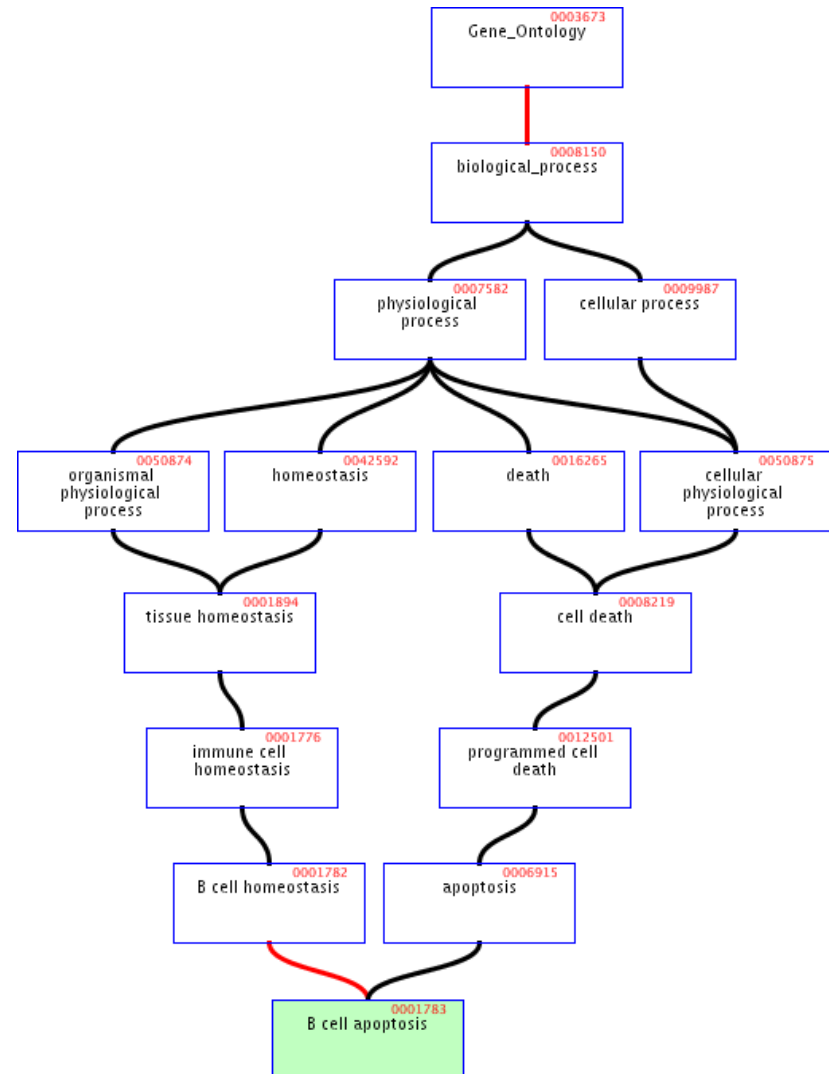 0003673
Gene_Ontology
0008150
biological_process
0007582
physiological
process
0009987
cellular process
0050874
organismal
physiological
process
0042592
homeostasis
0016265
death
0050875
cellular
physiological
process
0001894
tissue homeostasis
0008219
cell death
0001776
immune cell
homeostasis
0012501
programmed cell
death
0001782
B cell homeostasis
0006915
apoptosis
0001783
B cell apoptosis